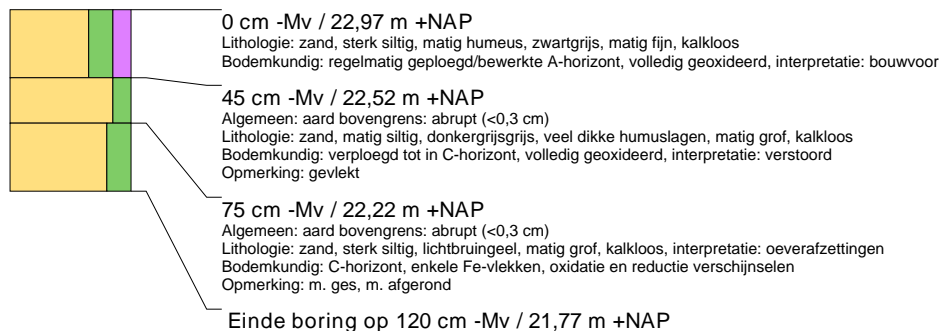 0 cm -Mv / 22,97 m +NAP
Lithologie: zand, sterk siltig, matig humeus, zwartgrijs, matig fijn, kalkloos
Bodemkundig: regelmatig geploegd/bewerkte A-horizont, volledig geoxideerd, interpretatie: bouwvoor
45 cm -Mv / 22,52 m +NAP
Algemeen: aard bovengrens: abrupt (<0,3 cm)
Lithologie: zand, matig siltig, donkergrijsgrijs, veel dikke humuslagen, matig grof, kalkloos
Bodemkundig: verploegd tot in C-horizont, volledig geoxideerd, interpretatie: verstoord
Opmerking: gevlekt
75 cm -Mv / 22,22 m +NAP
Algemeen: aard bovengrens: abrupt (<0,3 cm)
Lithologie: zand, sterk siltig, lichtbruingeel, matig grof, kalkloos, interpretatie: oeverafzettingen
Bodemkundig: C-horizont, enkele Fe-vlekken, oxidatie en reductie verschijnselen
Opmerking: m. ges, m. afgerond
Einde boring op 120 cm -Mv / 21,77 m +NAP